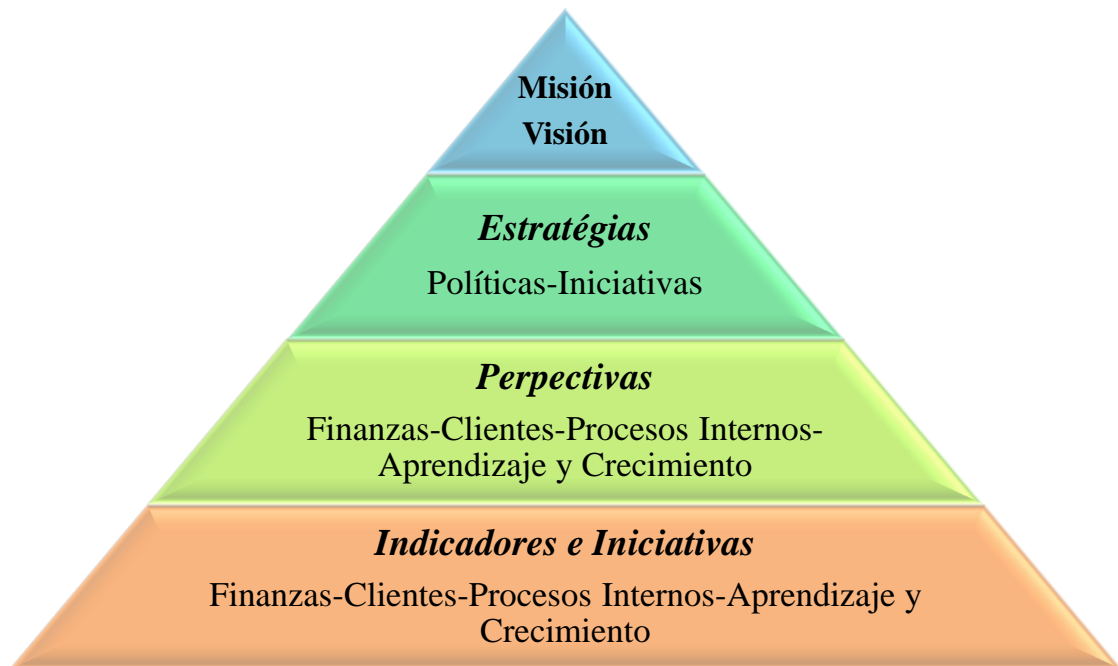 Misión
Visión
Estratégias
Políticas-Iniciativas
Perpectivas
Finanzas-Clientes-Procesos Internos-
Aprendizaje y Crecimiento
Indicadores e Iniciativas
Finanzas-Clientes-Procesos Internos-Aprendizaje y
Crecimiento